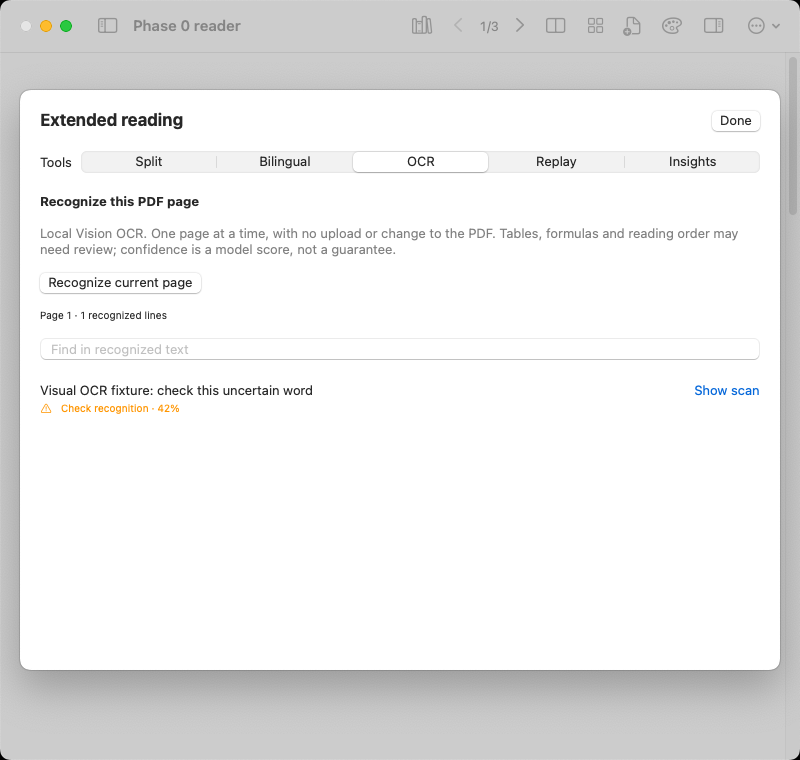 Phase 0 reader
1/3
Extended reading
Done
Tools
Split
Bilingual
OCR
Replay
Insights
Recognize this PDF page
Local Vision OCR. One page at a time, with no upload or change to the PDF. Tables, formulas and reading order may
need review; confidence is a model score, not a guarantee.
Recognize current page
Page 1 · 1 recognized lines
Find in recognized text
Visual OCR fixture: check this uncertain word
Show scan
Check recognition · 42%